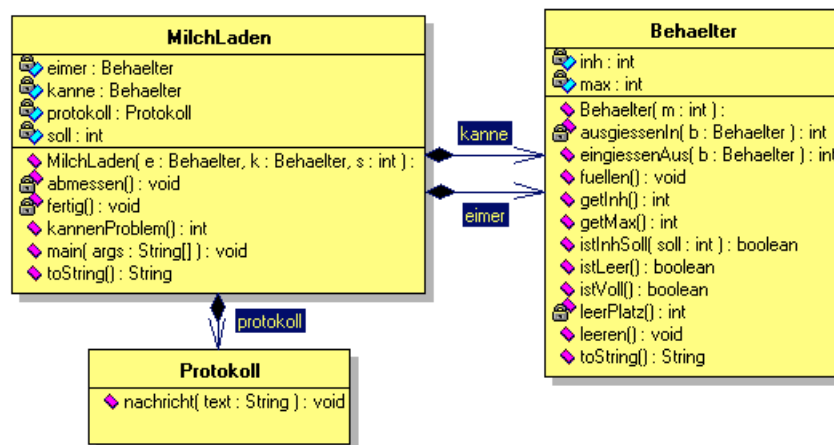 MilchLaden
eimer : Behaelter
kanne : Behaelter
protokoll : Protokoll
soll : int
MilchLaden( e : Behaelter, k : Behaelter, s : int ) :
abmessen() : void
fertig() : void
kannenProblem() : int
main( args : String[] ) : void
toString() : String
kanne
eimer
protokoll
Behaelter
inh : int
max : int
Behaelter( m : int ) :
ausgiessenIn( b : Behaelter ) : int
eingiessenAus( b : Behaelter ) : int
fuellen() : void
getInh() : int
getMax() : int
istInhSoll( soll : int ) : boolean
istLeer() : boolean
istVoll() : boolean
leerPlatz() : int
leeren() : void
toString() : String
Protokoll
nachricht( text : String ) : void